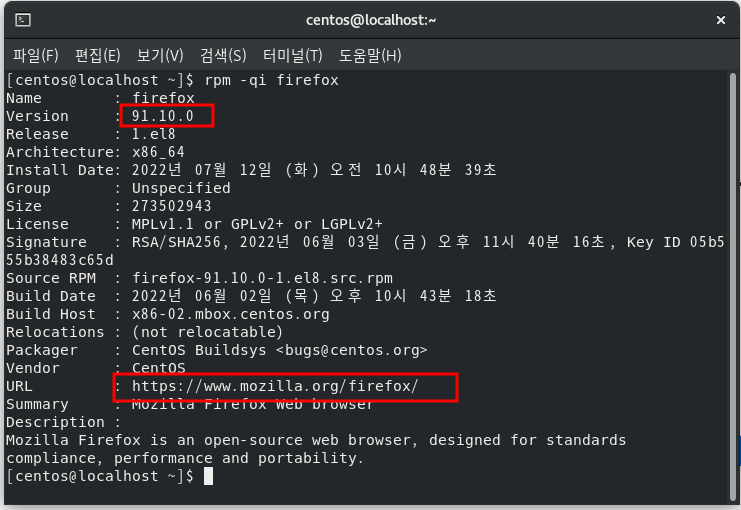 centos@localhost:~
파일(F) 편집(E) 보기(V) 검색(S) 터미널(T) 도움말(H)
[centos@localhost ~]$ rpm -qi firefox
Name        : firefox
Version     : 91.10.0
Release     : 1.el8
Architecture: x86_64
Install Date: 2022년 07월 12일 (화) 오전 10시 48분 39초
Group       : Unspecified
Size        : 273502943
License     : MPLv1.1 or GPLv2+ or LGPLv2+
Signature   : RSA/SHA256, 2022년 06월 03일 (금) 오후 11시 40분 16초, Key ID 05b5
55b38483c65d
Source RPM  : firefox-91.10.0-1.el8.src.rpm
Build Date  : 2022년 06월 02일 (목) 오후 10시 43분 18초
Build Host  : x86-02.mbox.centos.org
Relocations : (not relocatable)
Packager    : CentOS Buildsys <bugs@centos.org>
Vendor      : CentOS
URL         : https://www.mozilla.org/firefox/
Summary     : Mozilla Firefox Web browser
Description :
Mozilla Firefox is an open-source web browser, designed for standards
compliance, performance and portability.
[centos@localhost ~]$